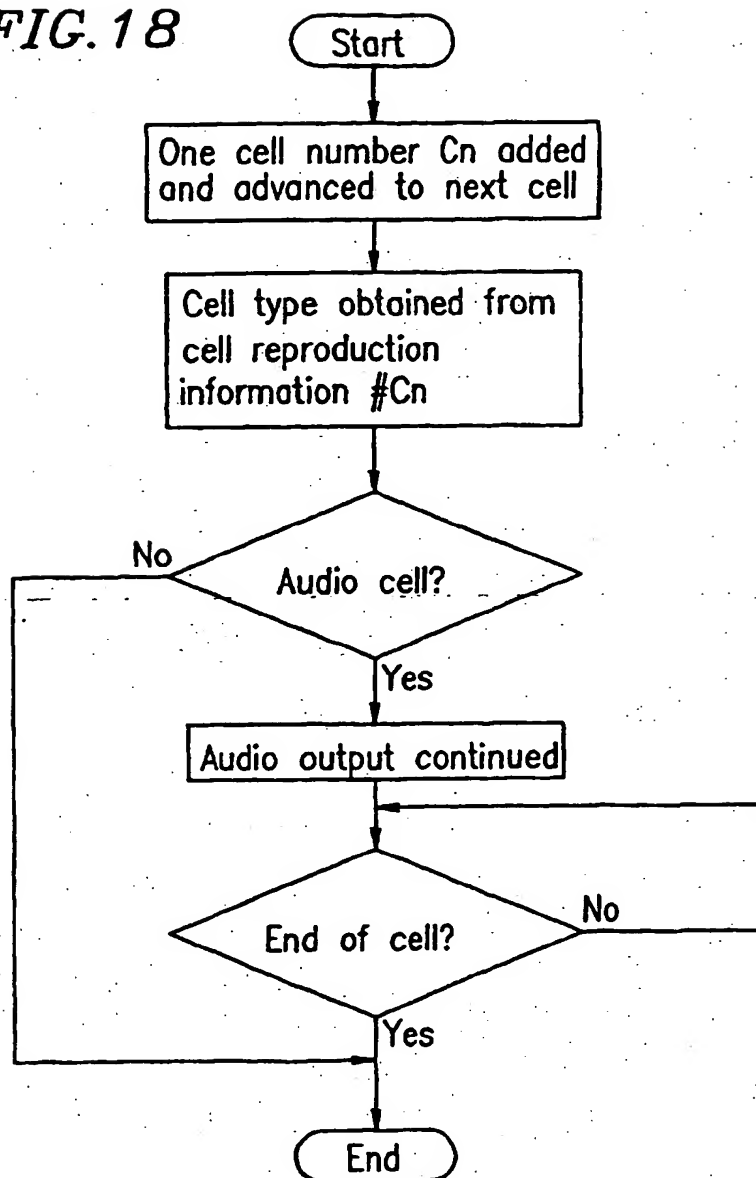 FIG. 18
Start
One cell number Cn added
and advanced to next cell
Cell type obtained from
cell reproduction
information #Cn
No
Audio cell?
Yes
Audio output continued
End of cell?
No
Yes
End